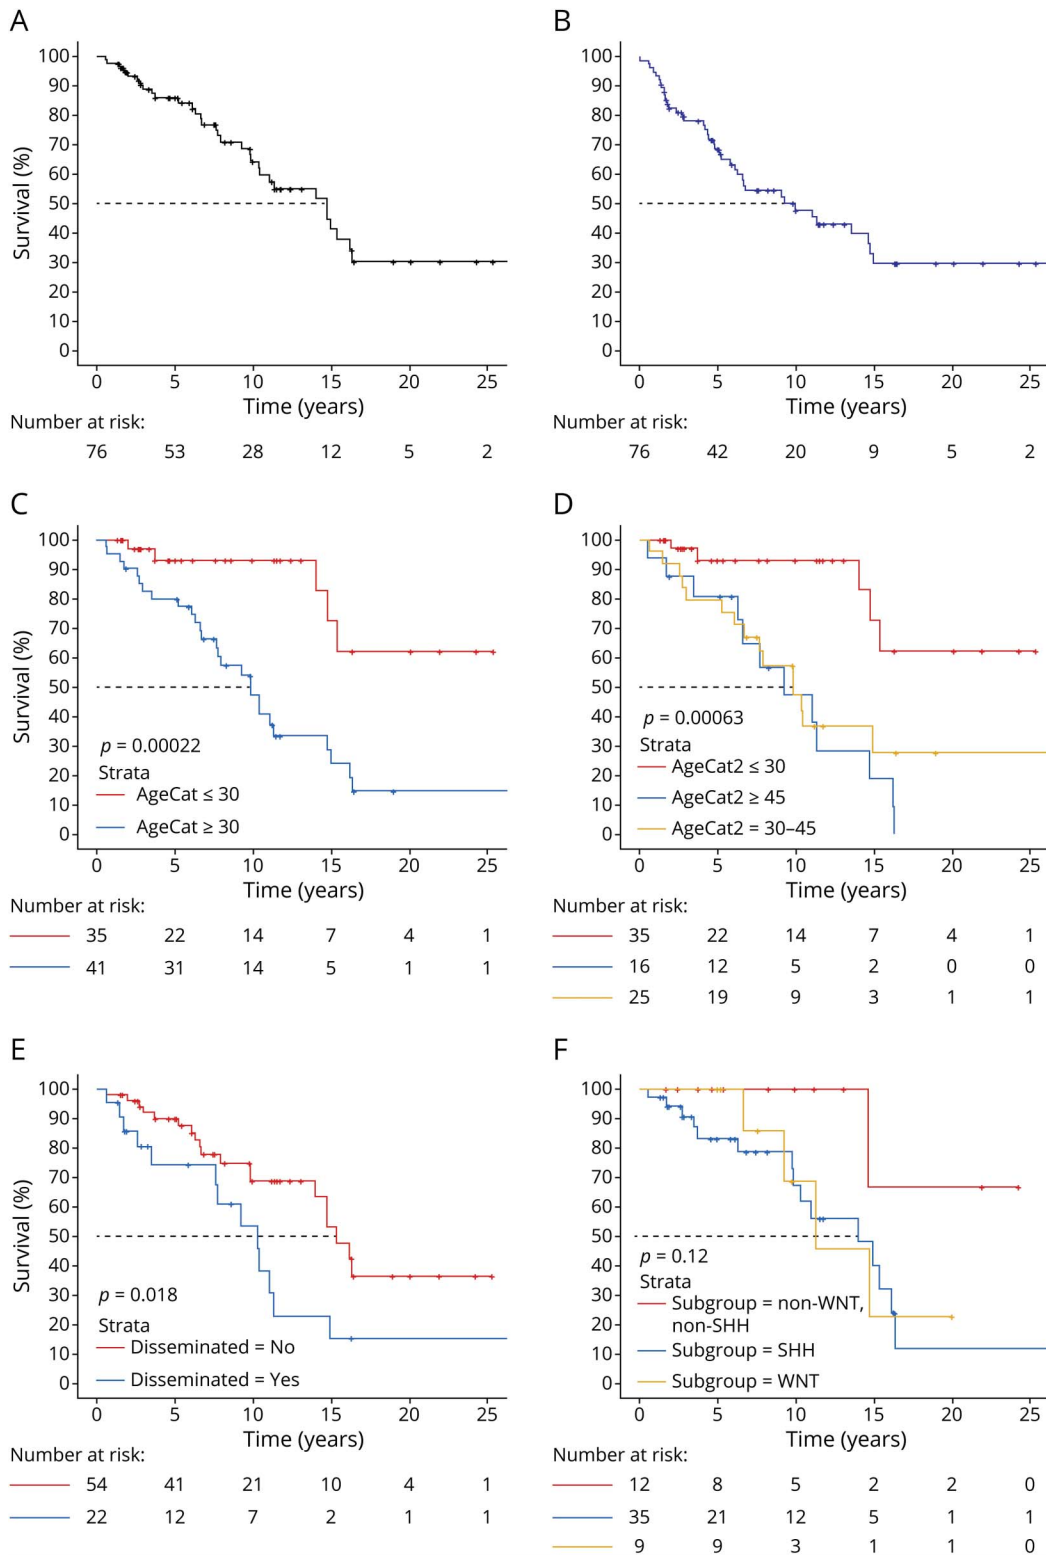 A
Survival (%)
100
90
80
70
60
50
40
30
20
10
0
0 5 10 15 20 25
Time (years)
Number at risk:
76 53 28 12 5 2
B
100
90
80
70
60
50
40
30
20
10
0
0 5 10 15 20 25
Time (years)
Number at risk:
76 42 20 9 5 2
C
Survival (%)
100
90
80
70
60
50
40
30
20
10
0
p = 0.00022
Strata
AgeCat ≤ 30
AgeCat ≥ 30
0 5 10 15 20 25
Time (years)
Number at risk:
35 22 14 7 4 1
41 31 14 5 1 1
D
100
90
80
70
60
50
40
30
20
10
0
p = 0.00063
Strata
AgeCat2 ≤ 30
AgeCat2 ≥ 45
AgeCat2 = 30–45
0 5 10 15 20 25
Time (years)
Number at risk:
35 22 14 7 4 1
16 12 5 2 0 0
25 19 9 3 1 1
E
Survival (%)
100
90
80
70
60
50
40
30
20
10
0
p = 0.018
Strata
Disseminated = No
Disseminated = Yes
0 5 10 15 20 25
Time (years)
Number at risk:
54 41 21 10 4 1
22 12 7 2 1 1
F
100
90
80
70
60
50
40
30
20
10
0
p = 0.12
Strata
Subgroup = non-WNT,
non-SHH
Subgroup = SHH
Subgroup = WNT
0 5 10 15 20 25
Time (years)
Number at risk:
12 8 5 2 2 0
35 21 12 5 1 1
9 9 3 1 1 0